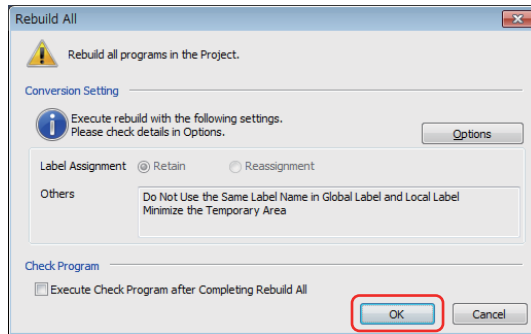 Rebuild All
Rebuild all programs in the Project.
Conversion Setting
Execute rebuild with the following settings.
Please check details in Options.
Options
Label Assignment Retain Reassignment
Others
Do Not Use the Same Label Name in Global Label and Local Label
Minimize the Temporary Area
Check Program
Execute Check Program after Completing Rebuild All
OK Cancel